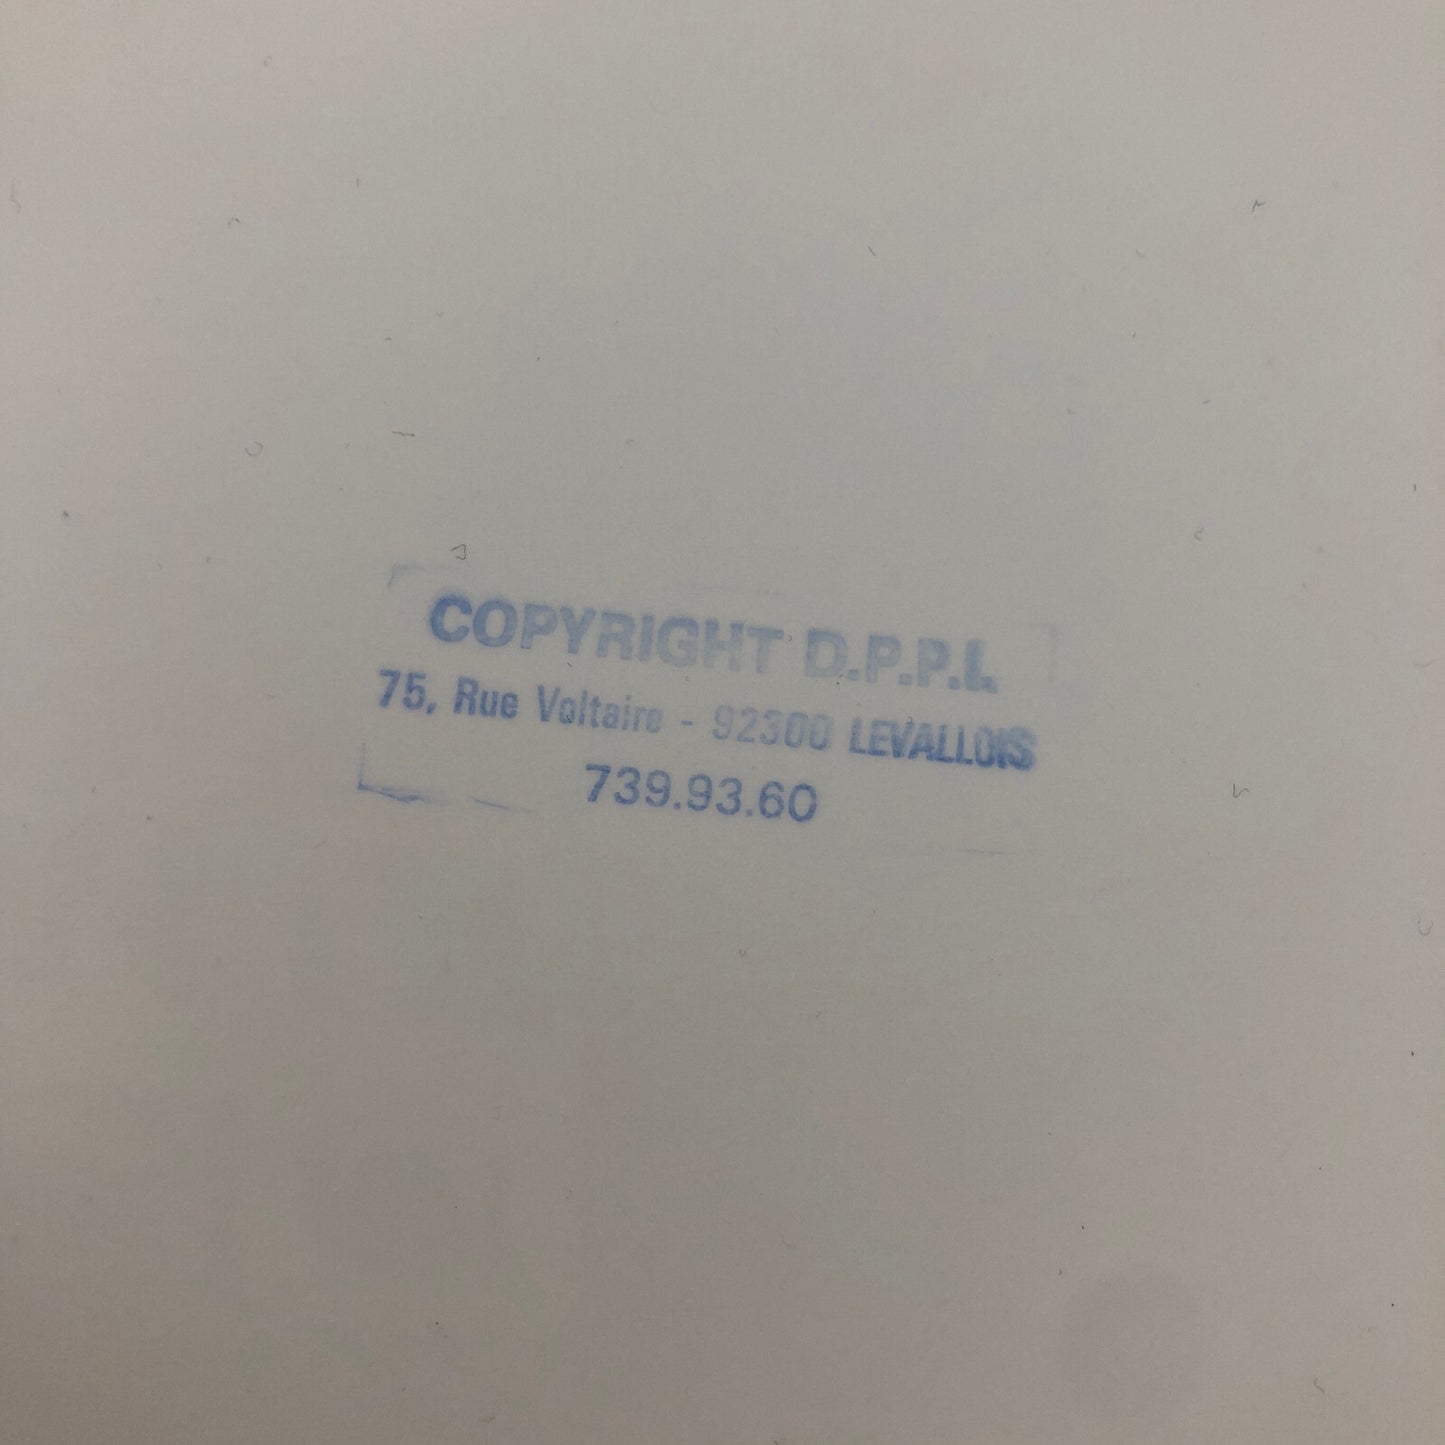 COPYRIGHT D.P.P.I.
75, Rue Voltaire - 92300 LEVALLOIS
739.93.60